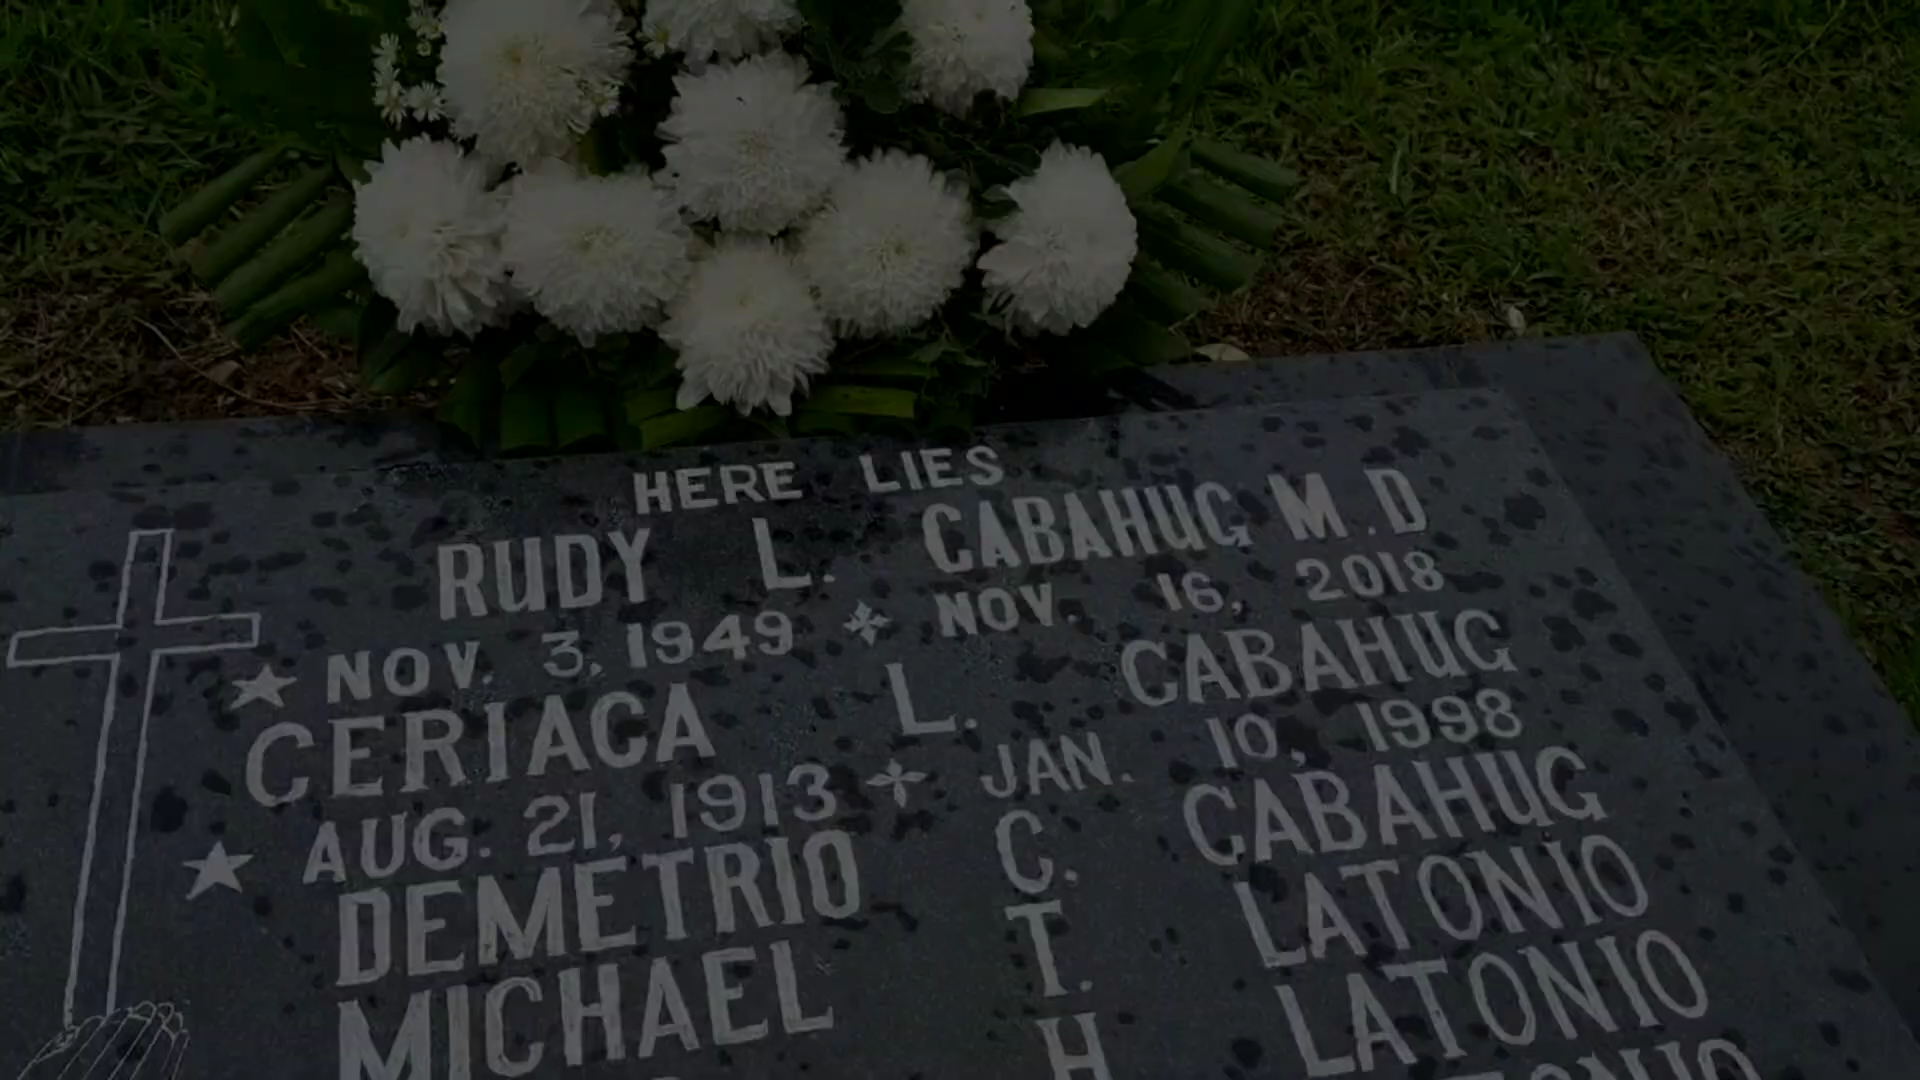 HERE LIES
RUDY L. CABAHUG M.D
NOV. 3, 1949 NOV. 16, 2018
CERIACA L. CABAHUG
AUG. 21, 1913 JAN. 10, 1998
DEMETRIO C. CABAHUG
MICHAEL T. LATONIO
H LATONIO